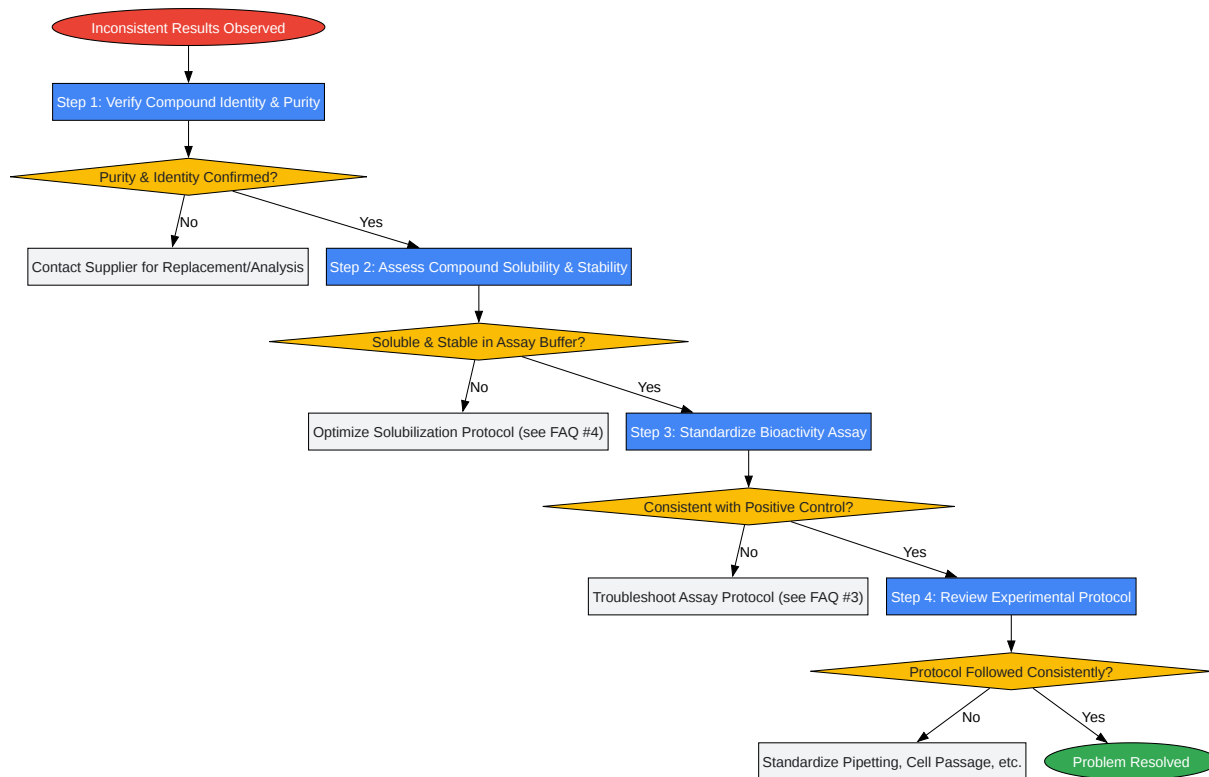 Inconsistent Results Observed
Step 1: Verify Compound Identity & Purity
Purity & Identity Confirmed?
No
Yes
Contact Supplier for Replacement/Analysis
Step 2: Assess Compound Solubility & Stability
Soluble & Stable in Assay Buffer?
No
Yes
Optimize Solubilization Protocol (see FAQ #4)
Step 3: Standardize Bioactivity Assay
Consistent with Positive Control?
No
Yes
Troubleshoot Assay Protocol (see FAQ #3)
Step 4: Review Experimental Protocol
Protocol Followed Consistently?
No
Yes
Standardize Pipetting, Cell Passage, etc.
Problem Resolved